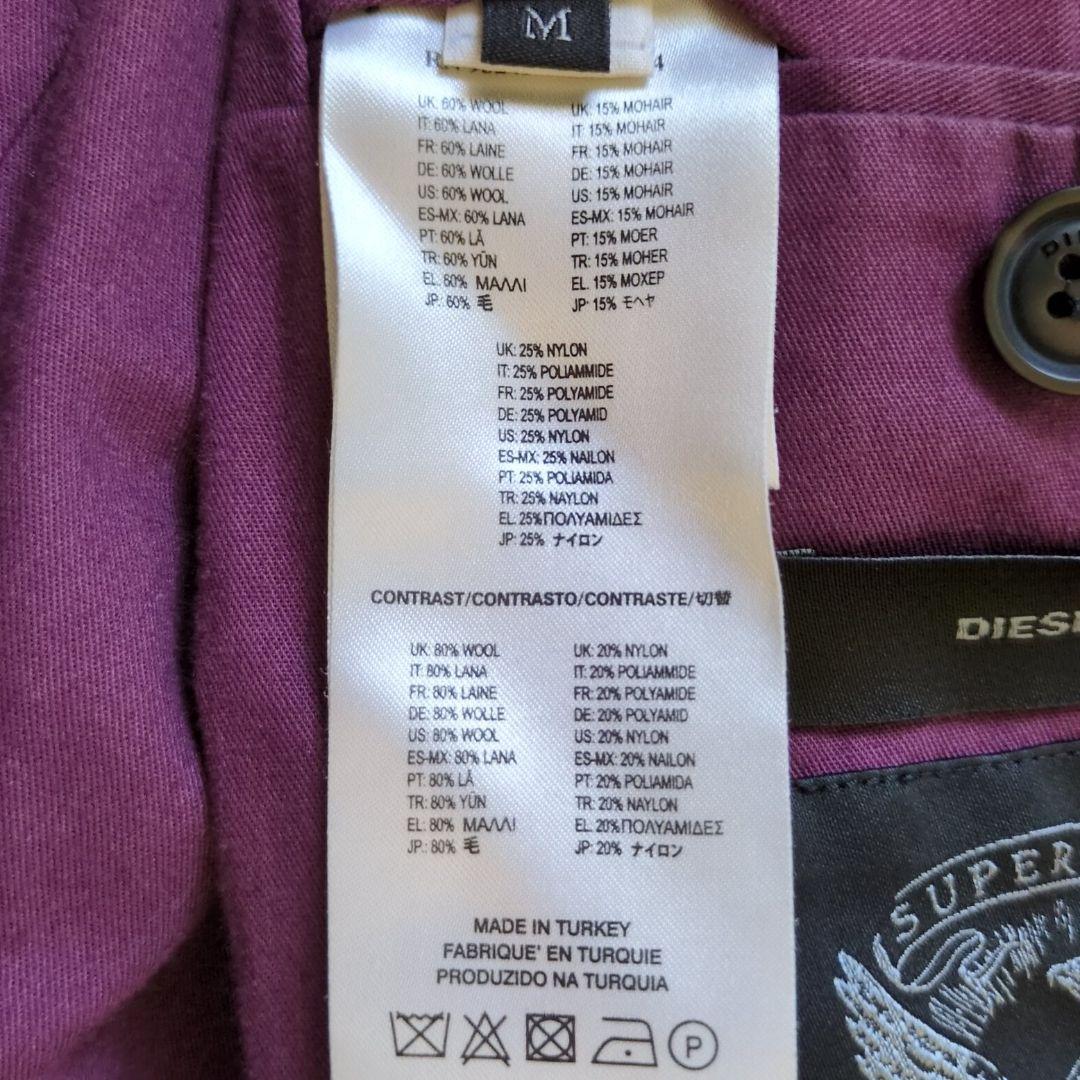 M
UK: 60% WOOL UK: 15% MOHAIR
IT: 60% LANA IT: 15% MOHAIR
FR: 60% LAINE FR: 15% MOHAIR
DE: 60% WOLLE DE: 15% MOHAIR
US: 60% WOOL US: 15% MOHAIR
ES-MX: 60% LANA ES-MX: 15% MOHAIR
PT: 60% LÃ PT: 15% MOER
TR: 60% YÜN TR: 15% MOHER
EL: 60% ΜΑΛΛΙ EL: 15% ΜΟΧΕΡ
JP: 60% 毛 JP: 15% モヘヤ
UK: 25% NYLON
IT: 25% POLIAMMIDE
FR: 25% POLYAMIDE
DE: 25% POLYAMID
US: 25% NYLON
ES-MX: 25% NAILON
PT: 25% POLIAMIDA
TR: 25% NAYLON
EL: 25%ΠΟΛΥΑΜΙΔΕΣ
JP: 25% ナイロン
CONTRAST/CONTRASTO/CONTRASTE/切替
UK: 80% WOOL UK: 20% NYLON
IT: 80% LANA IT: 20% POLIAMMIDE
FR: 80% LAINE FR: 20% POLYAMIDE
DE: 80% WOLLE DE: 20% POLYAMID
US: 80% WOOL US: 20% NYLON
ES-MX: 80% LANA ES-MX: 20% NAILON
PT: 80% LÃ PT: 20% POLIAMIDA
TR: 80% YÜN TR: 20% NAYLON
EL: 80% ΜΑΛΛΙ EL: 20%ΠΟΛΥΑΜΙΔΕΣ
JP: 80% 毛 JP: 20% ナイロン
MADE IN TURKEY
FABRIQUE' EN TURQUIE
PRODUZIDO NA TURQUIA
P
DIES
SUPER